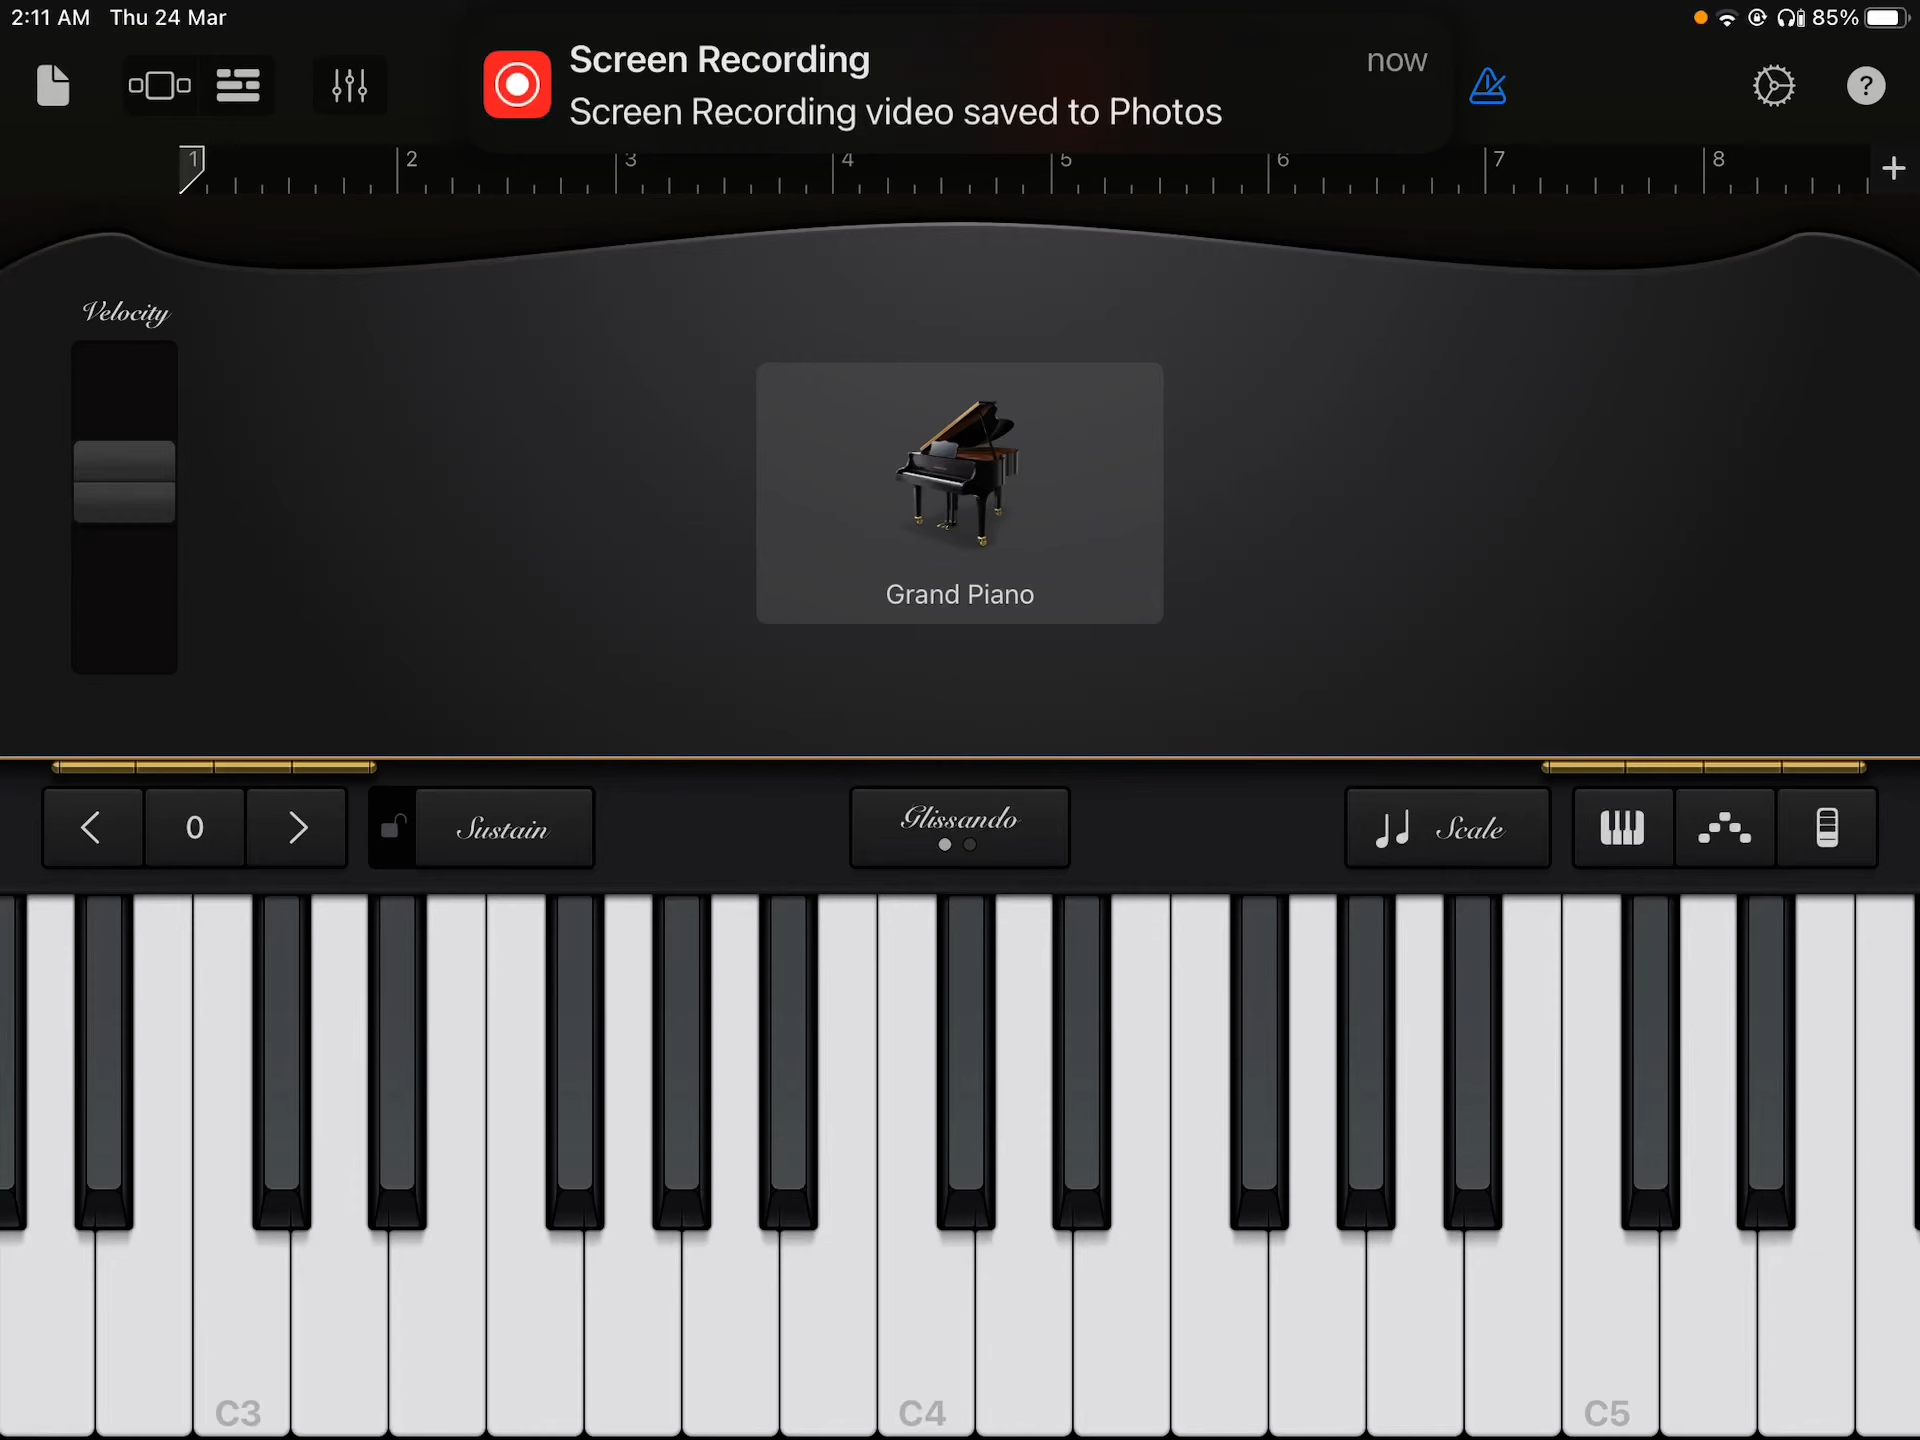 2:11 AM Thu 24 Mar
85%
Screen Recording
now
Screen Recording video saved to Photos
?
1 2 3 4 5 6 7 8 +
Velocity
Grand Piano
0
Sustain
Glissando
Scale
C3 C4 C5